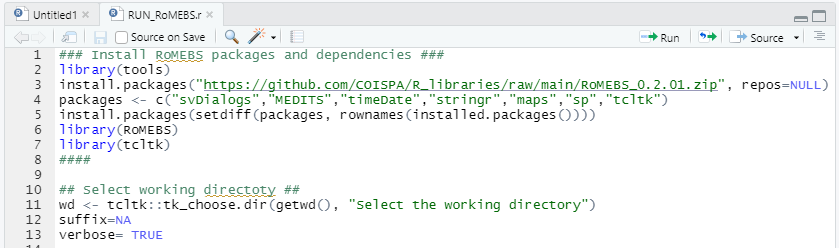 Untitled1 × RUN_RoMEBS.r ×
Source on Save Run Source
1 ### Install RoMEBS packages and dependencies ###
2 library(tools)
3 install.packages("https://github.com/COISPA/R_libraries/raw/main/RoMEBS_0.2.01.zip", repos=NULL)
4 packages <- c("svDialogs","MEDITS","timeDate","stringr","maps","sp","tcltk")
5 install.packages(setdiff(packages, rownames(installed.packages())))
6 library(RoMEBS)
7 library(tcltk)
8 ####
9
10 ## Select working directoty ##
11 wd <- tcltk::tk_choose.dir(getwd(), "Select the working directory")
12 suffix=NA
13 verbose= TRUE